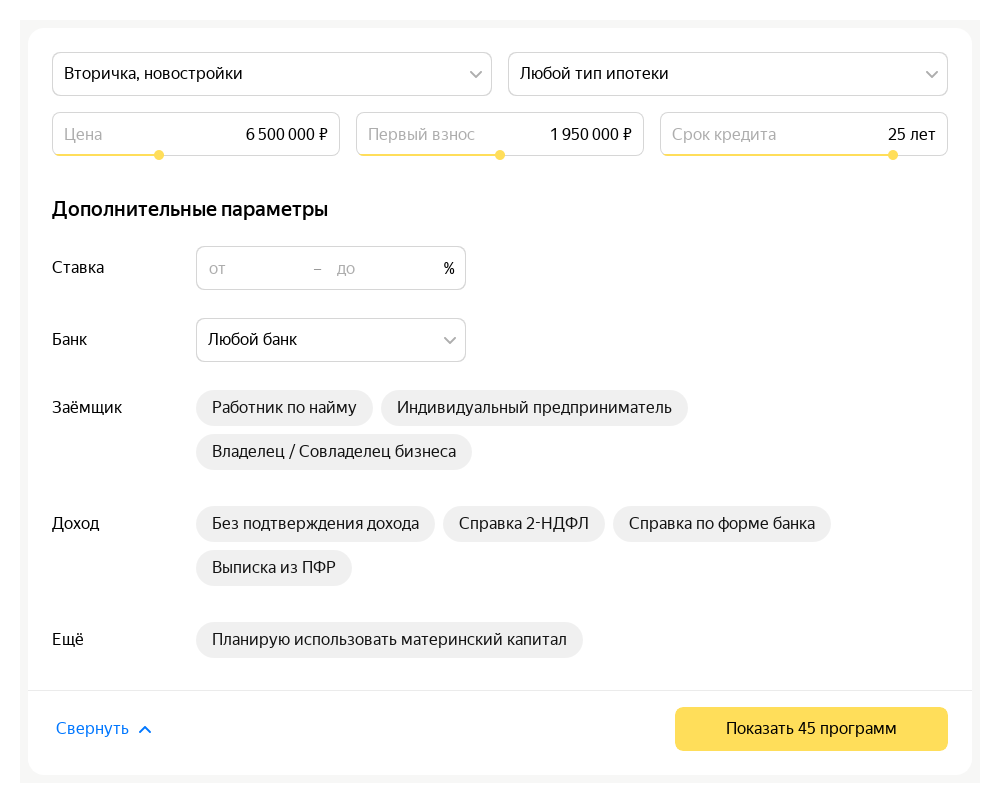 Вторичка, новостройки Любой тип ипотеки
Цена 6 500 000 ₽ Первый взнос 1 950 000 ₽ Срок кредита 25 лет
Дополнительные параметры
Ставка от – до %
Банк Любой банк
Заёмщик Работник по найму Индивидуальный предприниматель
Владелец / Совладелец бизнеса
Доход Без подтверждения дохода Справка 2-НДФЛ Справка по форме банка
Выписка из ПФР
Ещё Планирую использовать материнский капитал
Свернуть Показать 45 программ